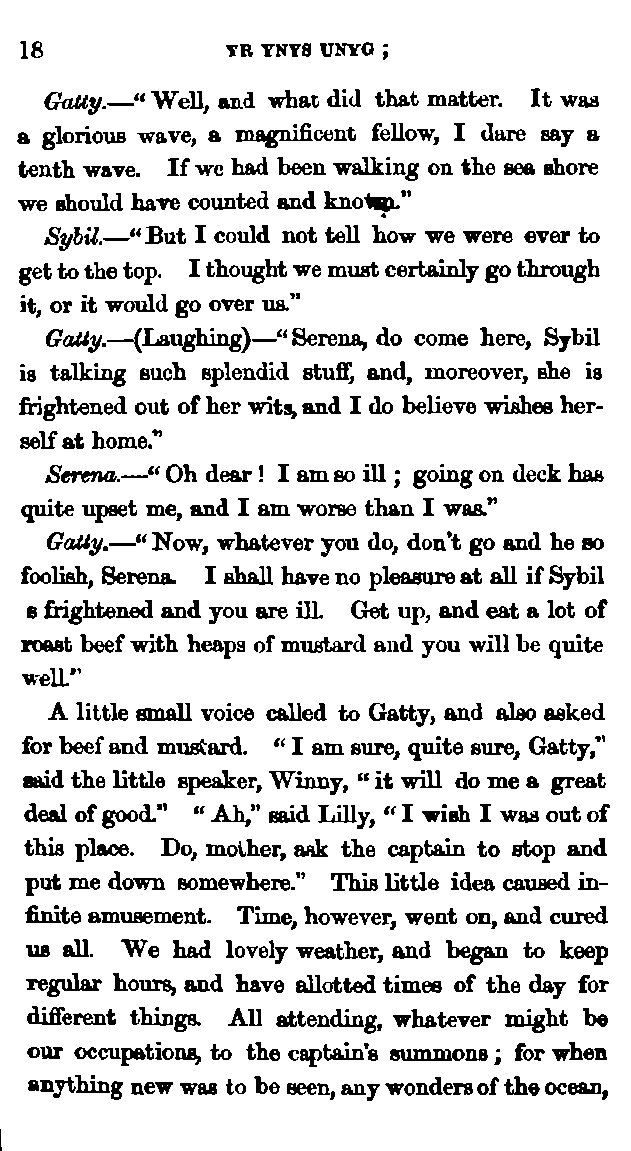 18 YR YNYS UNYG ;
Gatty.—" Well, and what did that matter. It was
a glorious wave, a magnificent fellow, I dare say a
tenth wave. If we had been walking on the sea shore
we should have counted and known."
Sybil.—"But I could not tell how we were ever to
get to the top. I thought we must certainly go through
it, or it would go over us."
Gatty.—(Laughing)—"Serena, do come here, Sybil
is talking such splendid stuff, and, moreover, she is
frightened out of her wits, and I do believe wishes her-
self at home."
Serena.—" Oh dear ! I am so ill ; going on deck has
quite upset me, and I am worse than I was."
Gatty.—" Now, whatever you do, don't go and he so
foolish, Serena. I shall have no pleasure at all if Sybil
s frightened and you are ill. Get up, and eat a lot of
roast beef with heaps of mustard and you will be quite
well."
A little small voice called to Gatty, and also asked
for beef and mustard. " I am sure, quite sure, Gatty,"
said the little speaker, Winny, " it will do me a great
deal of good." " Ah," said Lilly, " I wish I was out of
this place. Do, mother, ask the captain to stop and
put me down somewhere." This little idea caused in-
finite amusement. Time, however, went on, and cured
us all. We had lovely weather, and began to keep
regular hours, and have allotted times of the day for
different things. All attending, whatever might be
our occupations, to the captain's summons ; for when
anything new was to be seen, any wonders of the ocean,